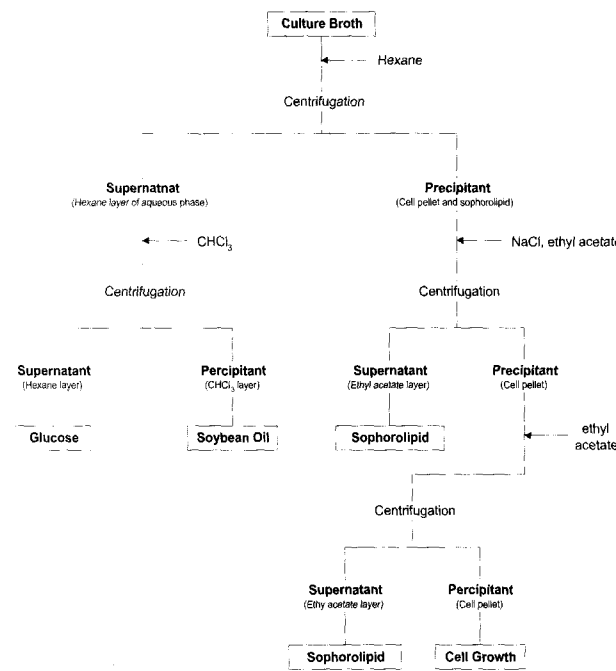 Culture Broth
Hexane
Centrifugation
Supernatnat
(Hexane layer of aqueous phase)
Precipitant
(Cell pellet and sophorolipid)
CHCl3
NaCl, ethyl acetate
Centrifugation
Centrifugation
Supernatant
(Hexane layer)
Percipitant
(CHCl3 layer)
Supernatant
(Ethyl acetate layer)
Precipitant
(Cell pellet)
Glucose
Soybean Oil
Sophorolipid
ethyl
acetate
Centrifugation
Supernatant
(Ethy acetate layer)
Percipitant
(Cell pellet)
Sophorolipid
Cell Growth